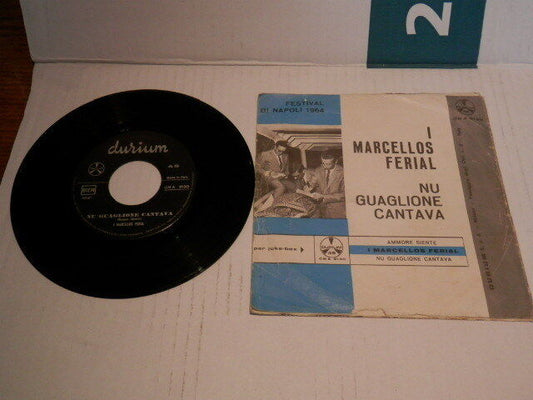 2
durium
NU GUAGLIONE CANTAVA
I MARCELLOS FERIAL
FESTIVAL
DI NAPOLI 1964
I
MARCELLOS
FERIAL
NU
GUAGLIONE
CANTAVA
per juke-box
AMMORE SIENTE
I MARCELLOS FERIAL
NU GUAGLIONE CANTAVA